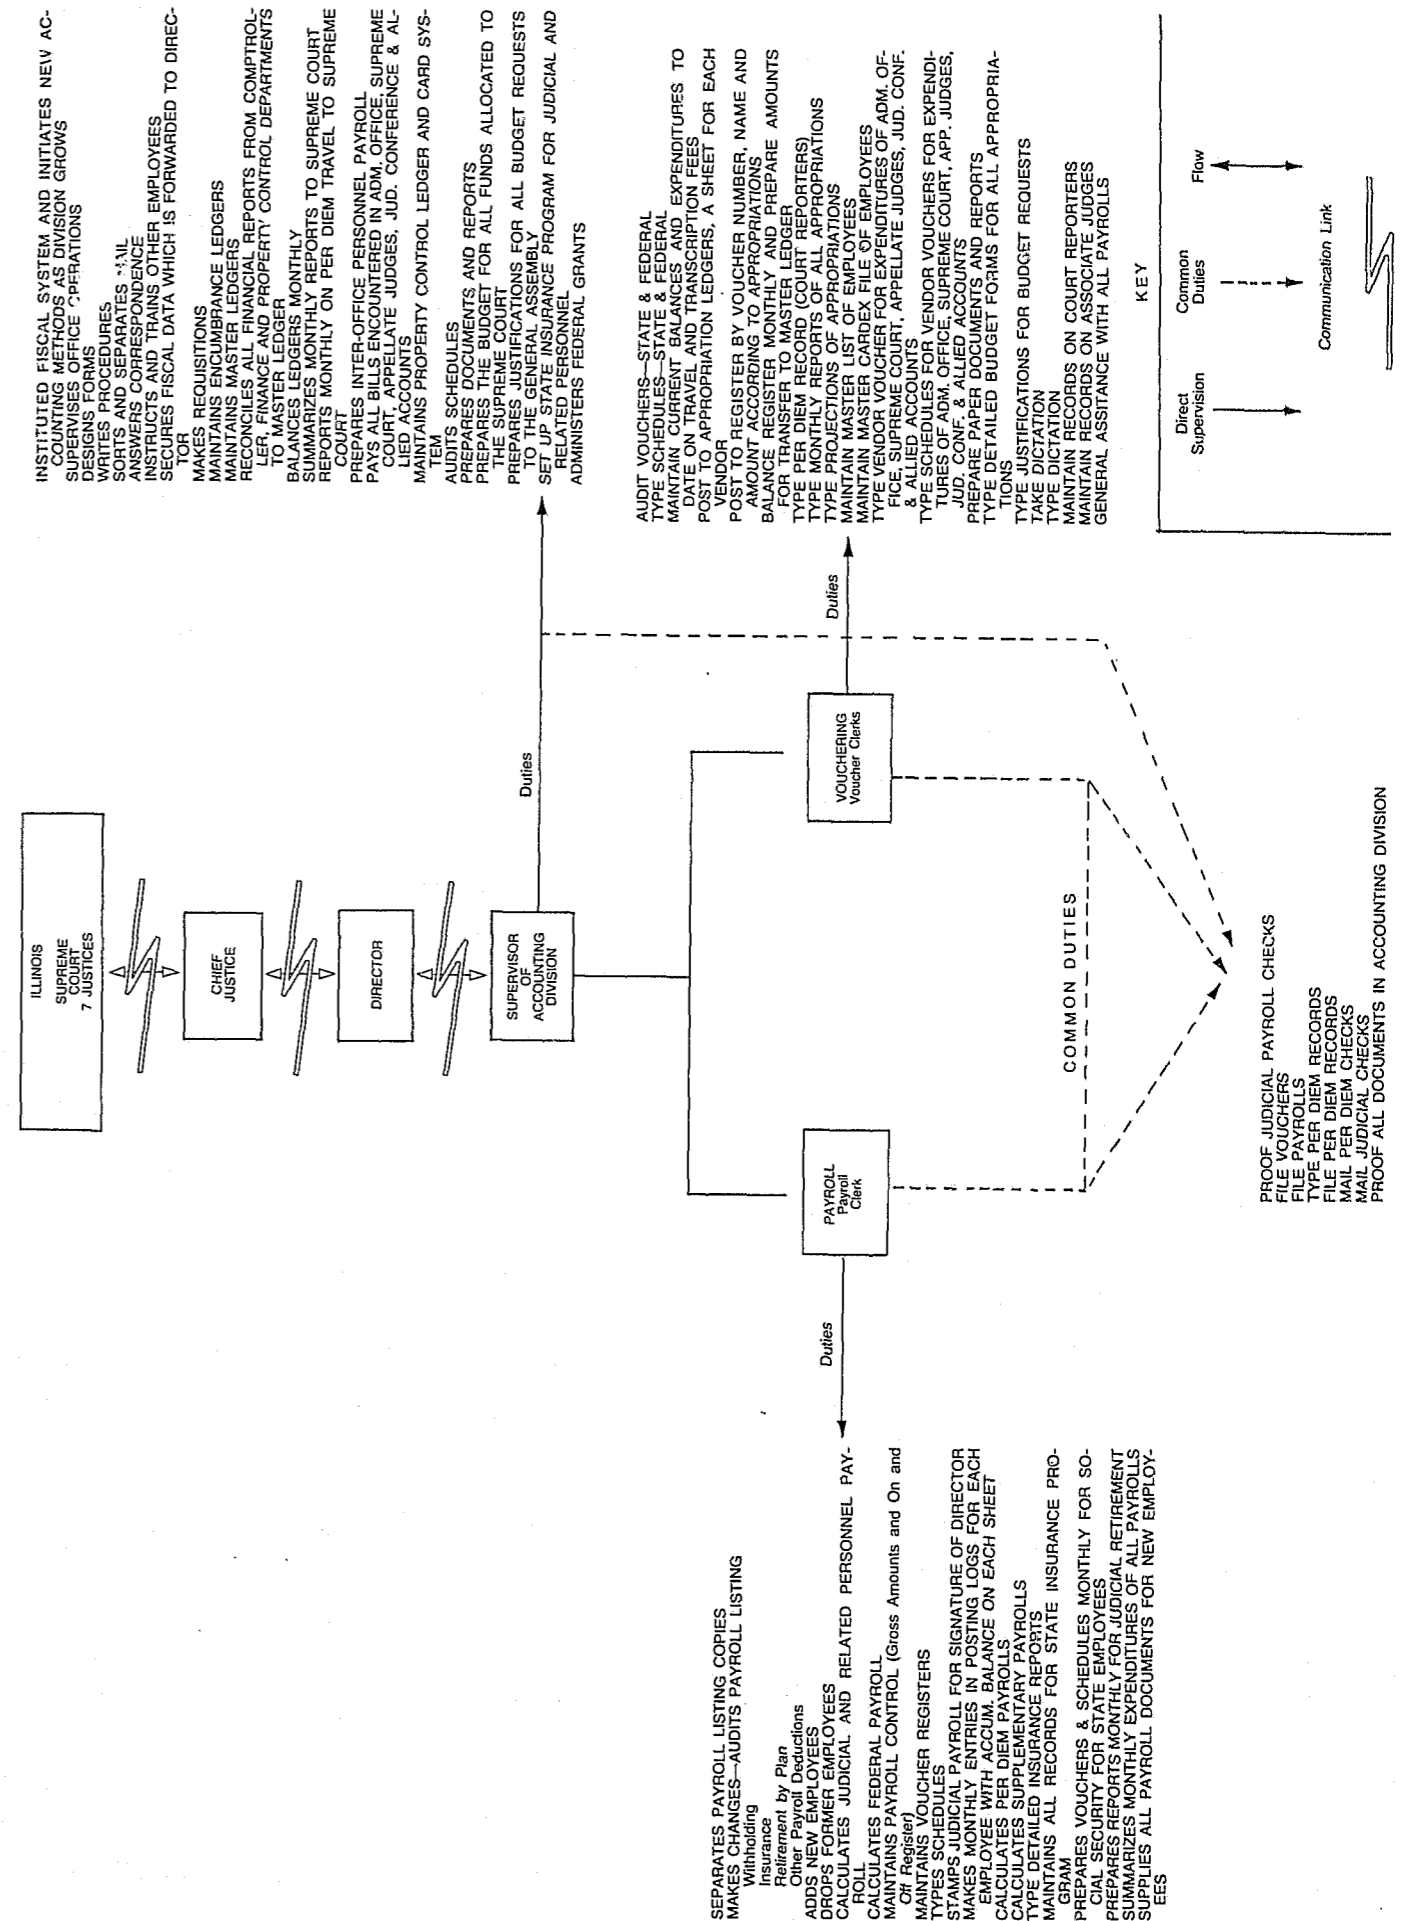 ILLINOIS
SUPREME
COURT
7 JUSTICES
CHIEF
JUSTICE
DIRECTOR
SUPERVISOR
OF
ACCOUNTING
DIVISION
Duties
INSTITUTED FISCAL SYSTEM AND INITIATES NEW AC-
COUNTING METHODS AS DIVISION GROWS
SUPERVISES OFFICE OPERATIONS
DESIGNS FORMS
WRITES PROCEDURES
SORTS AND SEPARATES MAIL
ANSWERS CORRESPONDENCE
INSTRUCTS AND TRAINS OTHER EMPLOYEES
SECURES FISCAL DATA WHICH IS FORWARDED TO DIREC-
TOR
MAKES REQUISITIONS
MAINTAINS ENCUMBRANCE LEDGERS
MAINTAINS MASTER LEDGERS
RECONCILES ALL FINANCIAL REPORTS FROM COMPTROL-
LER, FINANCE AND PROPERTY CONTROL DEPARTMENTS
TO MASTER LEDGER
BALANCES LEDGERS MONTHLY
SUMMARIZES MONTHLY REPORTS TO SUPREME COURT
REPORTS MONTHLY ON PER DIEM TRAVEL TO SUPREME
COURT
PREPARES INTER-OFFICE PERSONNEL PAYROLL
PAYS ALL BILLS ENCOUNTERED IN ADM. OFFICE, SUPREME
COURT, APPELLATE JUDGES, JUD. CONFERENCE & AL-
LIED ACCOUNTS
MAINTAINS PROPERTY CONTROL LEDGER AND CARD SYS-
TEM
AUDITS SCHEDULES
PREPARES DOCUMENTS AND REPORTS
PREPARES THE BUDGET FOR ALL FUNDS ALLOCATED TO
THE SUPREME COURT
PREPARES JUSTIFICATIONS FOR ALL BUDGET REQUESTS
TO THE GENERAL ASSEMBLY
SET UP STATE INSURANCE PROGRAM FOR JUDICIAL AND
RELATED PERSONNEL
ADMINISTERS FEDERAL GRANTS
PAYROLL
Payroll
Clerk
Duties
SEPARATES PAYROLL LISTING COPIES
MAKES CHANGES—AUDITS PAYROLL LISTING
Withholding
Insurance
Retirement by Plan
Other Payroll Deductions
ADDS NEW EMPLOYEES
DROPS FORMER EMPLOYEES
CALCULATES JUDICIAL AND RELATED PERSONNEL PAY-
ROLL
CALCULATES FEDERAL PAYROLL
MAINTAINS PAYROLL CONTROL (Gross Amounts and On and
Off Register)
MAINTAINS VOUCHER REGISTERS
TYPES SCHEDULES
STAMPS JUDICIAL PAYROLL FOR SIGNATURE OF DIRECTOR
MAKES MONTHLY ENTRIES IN POSTING LOGS FOR EACH
EMPLOYEE WITH ACCUM. BALANCE ON EACH SHEET
CALCULATES PER DIEM PAYROLLS
CALCULATES SUPPLEMENTARY PAYROLLS
TYPE DETAILED INSURANCE REPORTS
MAINTAINS ALL RECORDS FOR STATE INSURANCE PRO-
GRAM
PREPARES VOUCHERS & SCHEDULES MONTHLY FOR SO-
CIAL SECURITY FOR STATE EMPLOYEES
PREPARES REPORTS MONTHLY FOR JUDICIAL RETIREMENT
SUMMARIZES MONTHLY EXPENDITURES OF ALL PAYROLLS
SUPPLIES ALL PAYROLL DOCUMENTS FOR NEW EMPLOY-
EES
VOUCHERING
Voucher Clerks
Duties
AUDIT VOUCHERS—STATE & FEDERAL
TYPE SCHEDULES—STATE & FEDERAL
MAINTAIN CURRENT BALANCES AND EXPENDITURES TO
DATE ON TRAVEL AND TRANSCRIPTION FEES
POST TO APPROPRIATION LEDGERS, A SHEET FOR EACH
VENDOR
POST TO REGISTER BY VOUCHER NUMBER, NAME AND
AMOUNT ACCORDING TO APPROPRIATIONS
BALANCE REGISTER MONTHLY AND PREPARE AMOUNTS
FOR TRANSFER TO MASTER LEDGER
TYPE PER DIEM RECORD (COURT REPORTERS)
TYPE MONTHLY REPORTS OF ALL APPROPRIATIONS
TYPE PROJECTIONS OF APPROPRIATIONS
MAINTAIN MASTER LIST OF EMPLOYEES
MAINTAIN MASTER CARDEX FILE OF EMPLOYEES
TYPE VENDOR VOUCHER FOR EXPENDITURES OF ADM. OF-
FICE, SUPREME COURT, APPELLATE JUDGES, JUD. CONF.
& ALLIED ACCOUNTS
TYPE SCHEDULES FOR VENDOR VOUCHERS FOR EXPENDI-
TURES OF ADM. OFFICE, SUPREME COURT, APP. JUDGES,
JUD. CONF. & ALLIED ACCOUNTS
PREPARE PAPER DOCUMENTS AND REPORTS
TYPE DETAILED BUDGET FORMS FOR ALL APPROPRIA-
TIONS
TYPE JUSTIFICATIONS FOR BUDGET REQUESTS
TAKE DICTATION
TYPE DICTATION
MAINTAIN RECORDS ON COURT REPORTERS
MAINTAIN RECORDS ON ASSOCIATE JUDGES
GENERAL ASSISTANCE WITH ALL PAYROLLS
COMMON DUTIES
PROOF JUDICIAL PAYROLL CHECKS
FILE VOUCHERS
FILE PAYROLLS
TYPE PER DIEM RECORDS
FILE PER DIEM RECORDS
MAIL PER DIEM CHECKS
MAIL JUDICIAL CHECKS
PROOF ALL DOCUMENTS IN ACCOUNTING DIVISION
KEY
Direct
Supervision
Common
Duties
Flow
Communication Link